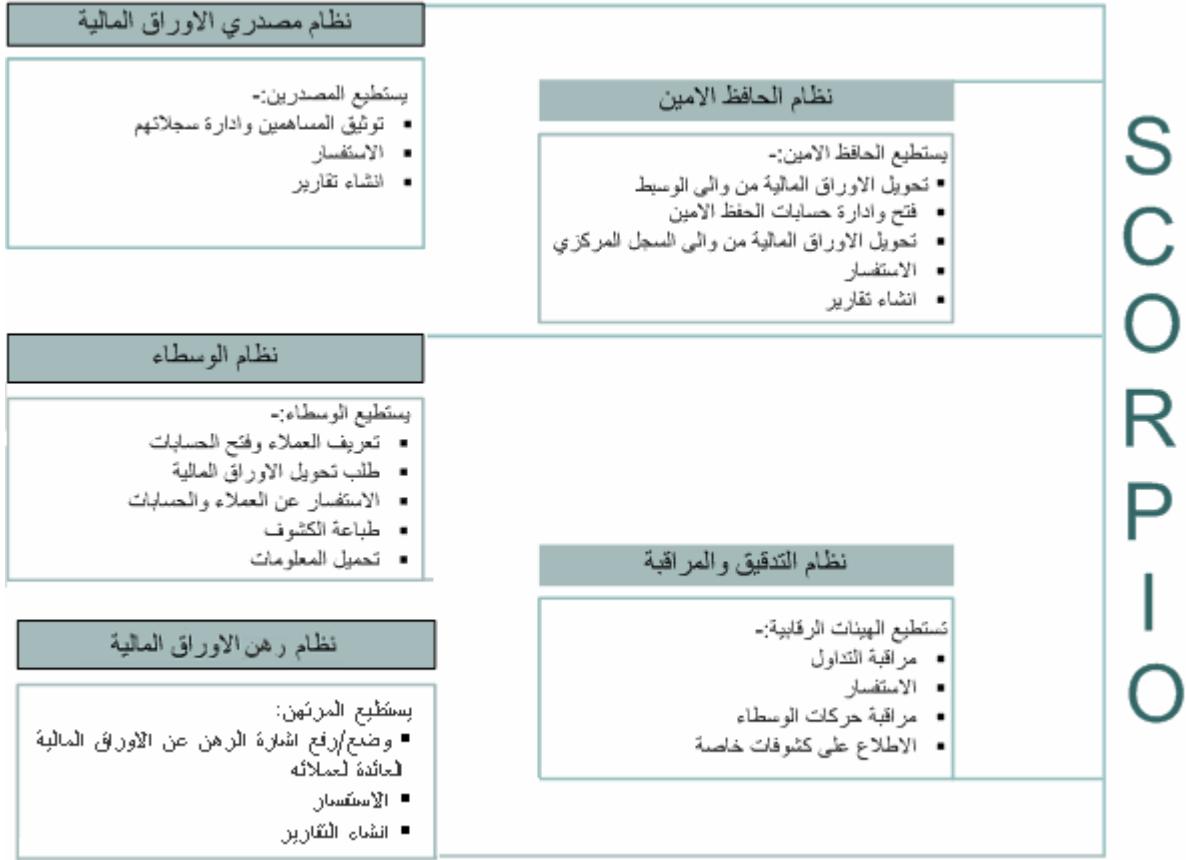 نظام مصدري الاوراق المالية
يستطيع المصدرين:-
▪ توثيق المساهمين وادارة سجلاتهم
▪ الاستفسار
▪ انشاء تقارير
نظام الحافظ الامين
يستطيع الحافظ الامين:-
▪ تحويل الاوراق المالية من والى الوسيط
▪ فتح وادارة حسابات الحفظ الامين
▪ تحويل الاوراق المالية من والى السجل المركزي
▪ الاستفسار
▪ انشاء تقارير
نظام الوسطاء
يستطيع الوسطاء:-
▪ تعريف العملاء وفتح الحسابات
▪ طلب تحويل الاوراق المالية
▪ الاستفسار عن العملاء والحسابات
▪ طباعة الكشوف
▪ تحميل المعلومات
نظام التدقيق والمراقبة
تستطيع الهيئات الرقابية:-
▪ مراقبة التداول
▪ الاستفسار
▪ مراقبة حركات الوسطاء
▪ الاطلاع على كشوفات خاصة
نظام رهن الاوراق المالية
يستطيع المرتهن:
▪ وضع/رفع اشارة الرهن عن الاوراق المالية
العائدة لعملائه
▪ الاستفسار
▪ انشاء التقارير
S
C
O
R
P
I
O